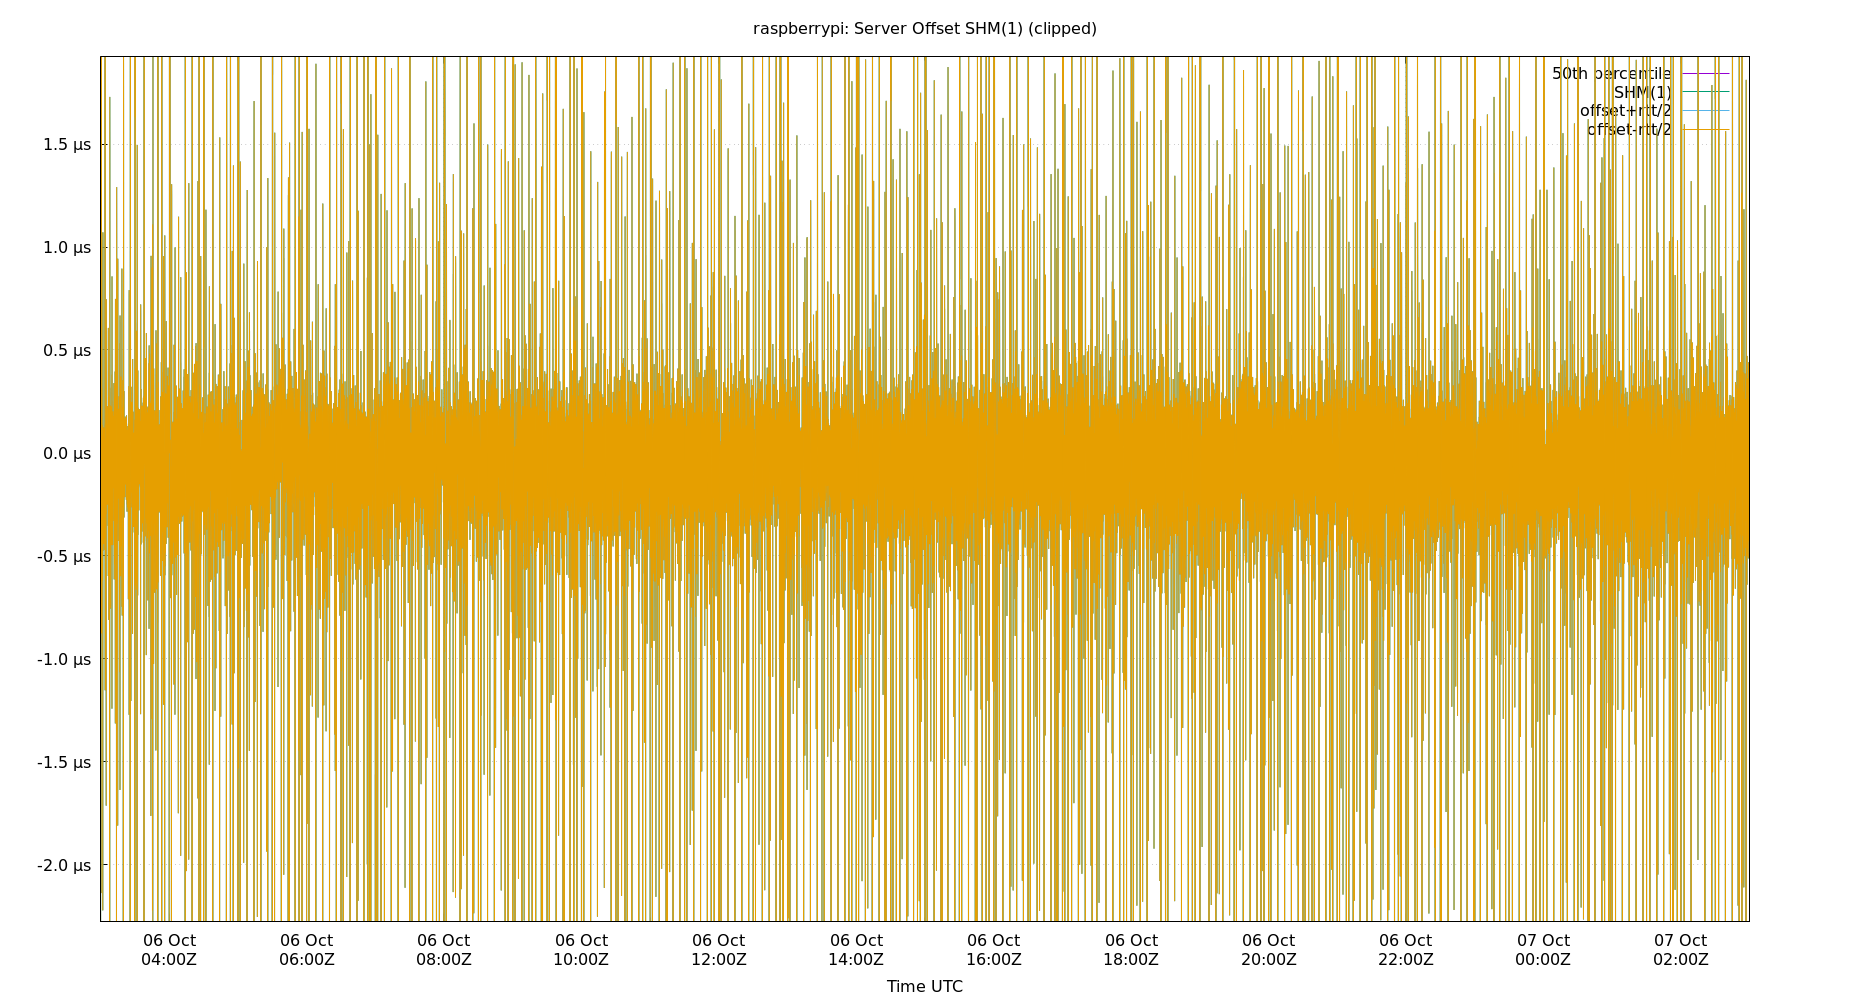 raspberrypi: Server Offset SHM(1) (clipped)
50th percentile
SHM(1)
offset+rtt/2
offset-rtt/2
1.5 µs
1.0 µs
0.5 µs
0.0 µs
-0.5 µs
-1.0 µs
-1.5 µs
-2.0 µs
06 Oct 06 Oct 06 Oct 06 Oct 06 Oct 06 Oct 06 Oct 06 Oct 06 Oct 06 Oct 07 Oct 07 Oct
04:00Z 06:00Z 08:00Z 10:00Z 12:00Z 14:00Z 16:00Z 18:00Z 20:00Z 22:00Z 00:00Z 02:00Z
Time UTC